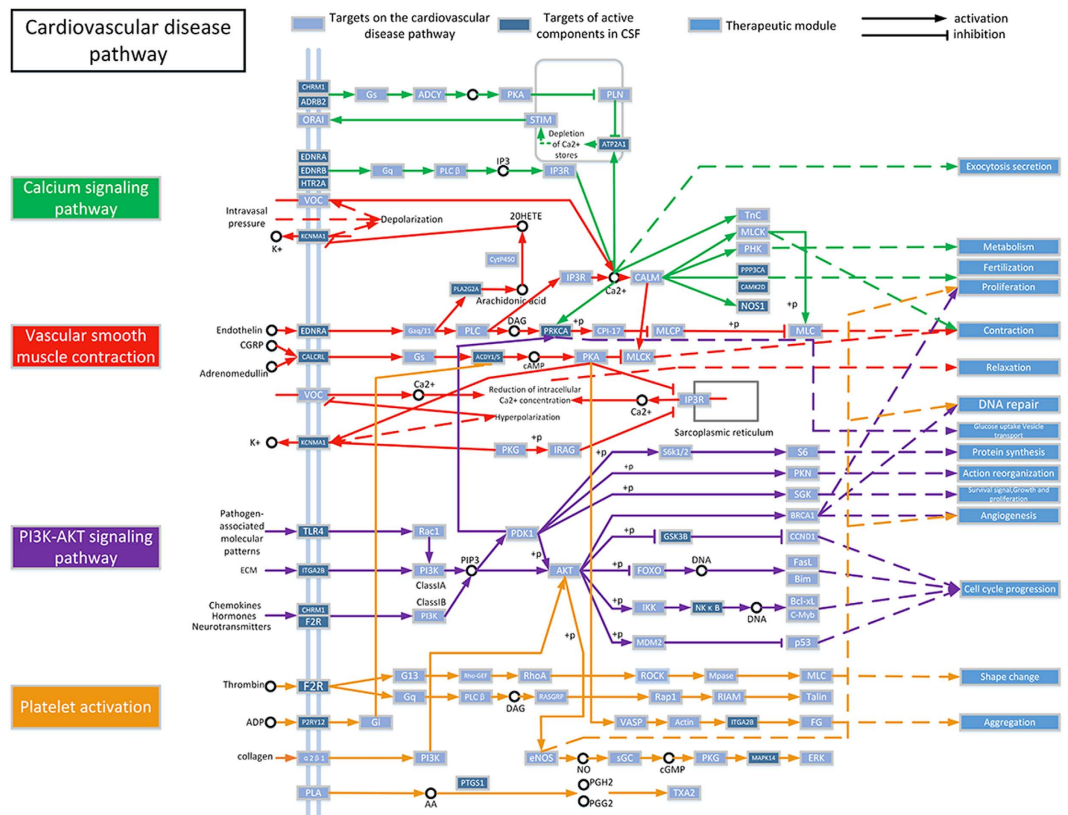 Cardiovascular disease
pathway
Targets on the cardiovascular
disease pathway
Targets of active
components in CSF
Therapeutic module
activation
inhibition
CHRM1
ADRB2
Gs
ADCY
PKA
PLN
ORAI
STIM
Depletion
of Ca2+
stores
ATP2A1
EDNRA
EDNRB
HTR2A
Gq
PLC β
IP3
IP3R
Exocytosis secretion
Calcium signaling
pathway
VOC
Intravasal
pressure
Depolarization
K+
KCNMA1
20HETE
CytP450
PLA2G2A
Arachidonic acid
IP3R
Ca2+
CALM
TnC
MLCK
PHK
PPP3CA
CAMK2D
NOS1
+p
Metabolism
Fertilization
Proliferation
Vascular smooth
muscle contraction
Endothelin
EDNRA
Gaq/11
PLC
DAG
PRKCA
+p
CPI-17
MLCP
+p
MLC
Contraction
CGRP
Adrenomedullin
CALCRL
Gs
ACDY1/5
cAMP
PKA
MLCK
Relaxation
VOC
Ca2+
Reduction of intracellular
Ca2+ concentration
Ca2+
IP3R
Sarcoplasmic reticulum
Hyperpolarization
K+
KCNMA1
PKG
+p
IRAG
DNA repair
Glucose uptake Vesicle
transport
+p
S6k1/2
S6
Protein synthesis
+p
PKN
Action reorganization
+p
SGK
Survival signal,Growth and
proliferation
PI3K-AKT signaling
pathway
Pathogen-
associated
molecular
patterns
TLR4
Rac1
PDK1
BRCA1
Angiogenesis
+p
+p
GSK3B
CCND1
ECM
ITGA2B
PI3K
ClassIA
PIP3
AKT
+p
FOXO
DNA
FasL
Bim
Cell cycle progression
Chemokines
Hormones
Neurotransmitters
CHRM1
F2R
ClassIB
PI3K
+p
IKK
NK κ B
DNA
Bcl-xL
C-Myb
+p
+p
MDM2
p53
Platelet activation
Thrombin
F2R
G13
Rho-GEF
RhoA
ROCK
Mpase
MLC
Shape change
Gq
PLC β
DAG
RASGRP
Rap1
RIAM
Talin
ADP
P2RY12
Gi
VASP
Actin
ITGA2B
FG
Aggregation
collagen
α2β1
PI3K
eNOS
NO
sGC
cGMP
PKG
MAPK14
ERK
PLA
AA
PTGS1
PGH2
PGG2
TXA2